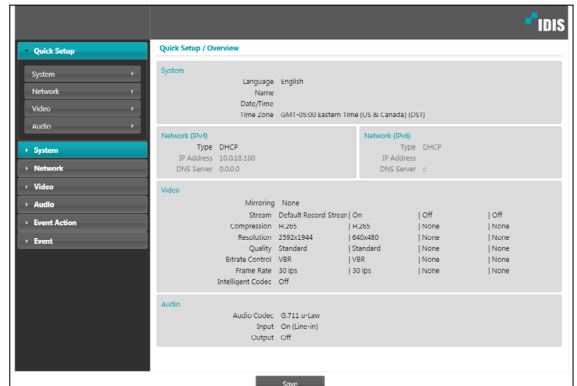 IDIS
Quick Setup
System
Network
Video
Audio
System
Network
Video
Audio
Event Action
Event
Quick Setup / Overview
System
Language English
Name
Date/Time
Time Zone GMT-05:00 Eastern Time (US & Canada) (DST)
Network (IPv4)
Type DHCP
IP Address 10.0.18.160
DNS Server 0.0.0.0
Network (IPv6)
Type DHCP
IP Address
DNS Server ::
Video
Mirroring None
Stream Default Record Stream | On | Off | Off
Compression H.265 | H.265 | None | None
Resolution 2592x1944 | 640x480 | None | None
Quality Standard | Standard | None | None
Bitrate Control VBR | VBR | None | None
Frame Rate 30 ips | 30 ips | None | None
Intelligent Codec Off
Audio
Audio Codec G.711 u-Law
Input On (Line-in)
Output Off
Save